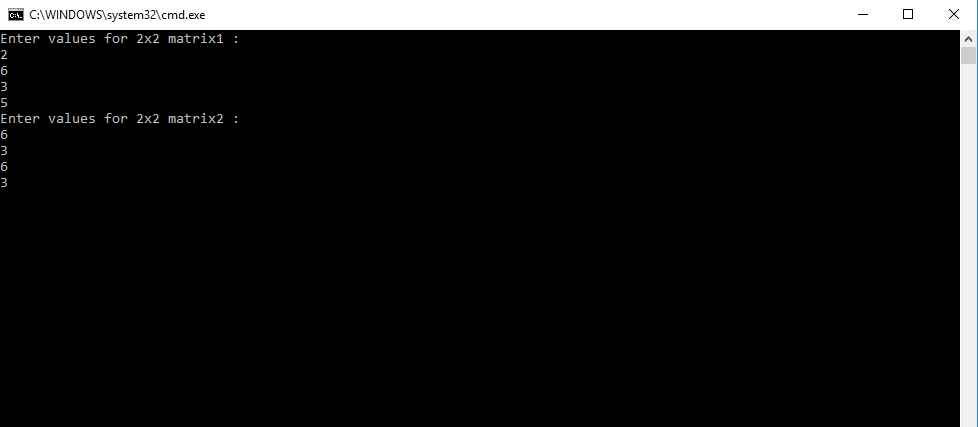 C:\WINDOWS\system32\cmd.exe
Enter values for 2x2 matrix1 :
2
6
3
5
Enter values for 2x2 matrix2 :
6
3
6
3